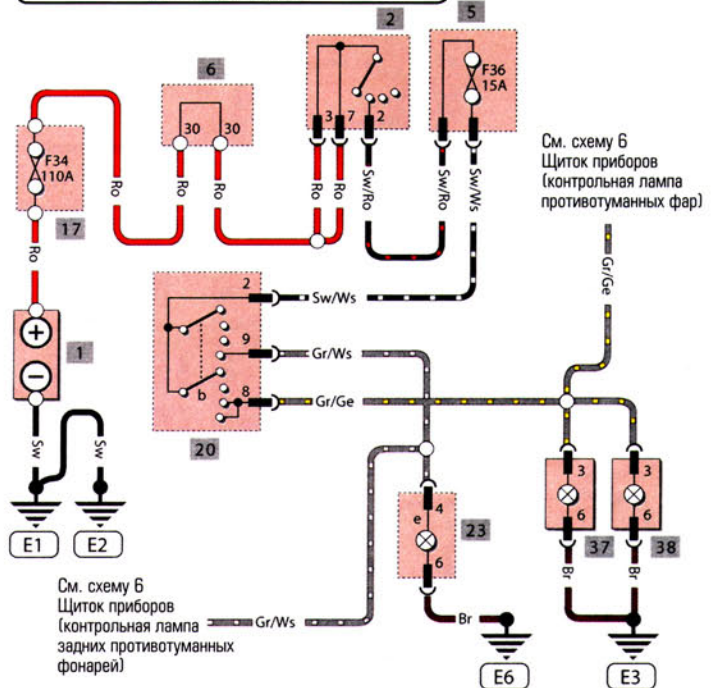 2
5
6
F36
15A
30 30
3 7 2
F34
110A
17
Ro
Ro
Ro
Ro
Ro
Ro
Sw/Ro
Sw/Ro
Sw/Ws
См. схему 6
Щиток приборов
(контрольная лампа
противотуманных фар)
Gr/Ge
2
Sw/Ws
9
Gr/Ws
b
8
Gr/Ge
20
+
−
1
Sw
Sw
E1
E2
4
e
6
23
3
6
37
3
6
38
Br
Br
Br
E6
E3
См. схему 6
Щиток приборов
(контрольная лампа
задних противотуманных
фонарей)
Gr/Ws